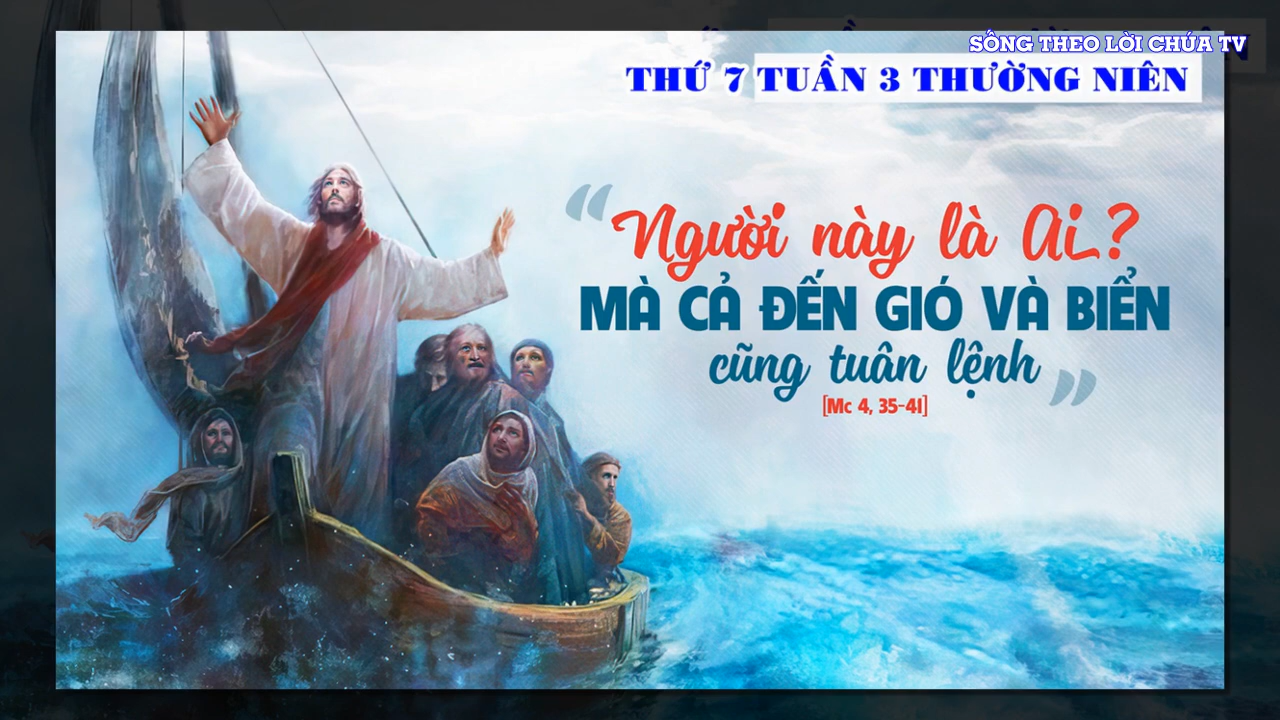 SỐNG THEO LỜI CHÚA TV
THỨ 7 TUẦN 3 THƯỜNG NIÊN
“Người này là Ai?
MÀ CẢ ĐẾN GIÓ VÀ BIỂN
cũng tuân lệnh”
[Mc 4, 35-41]